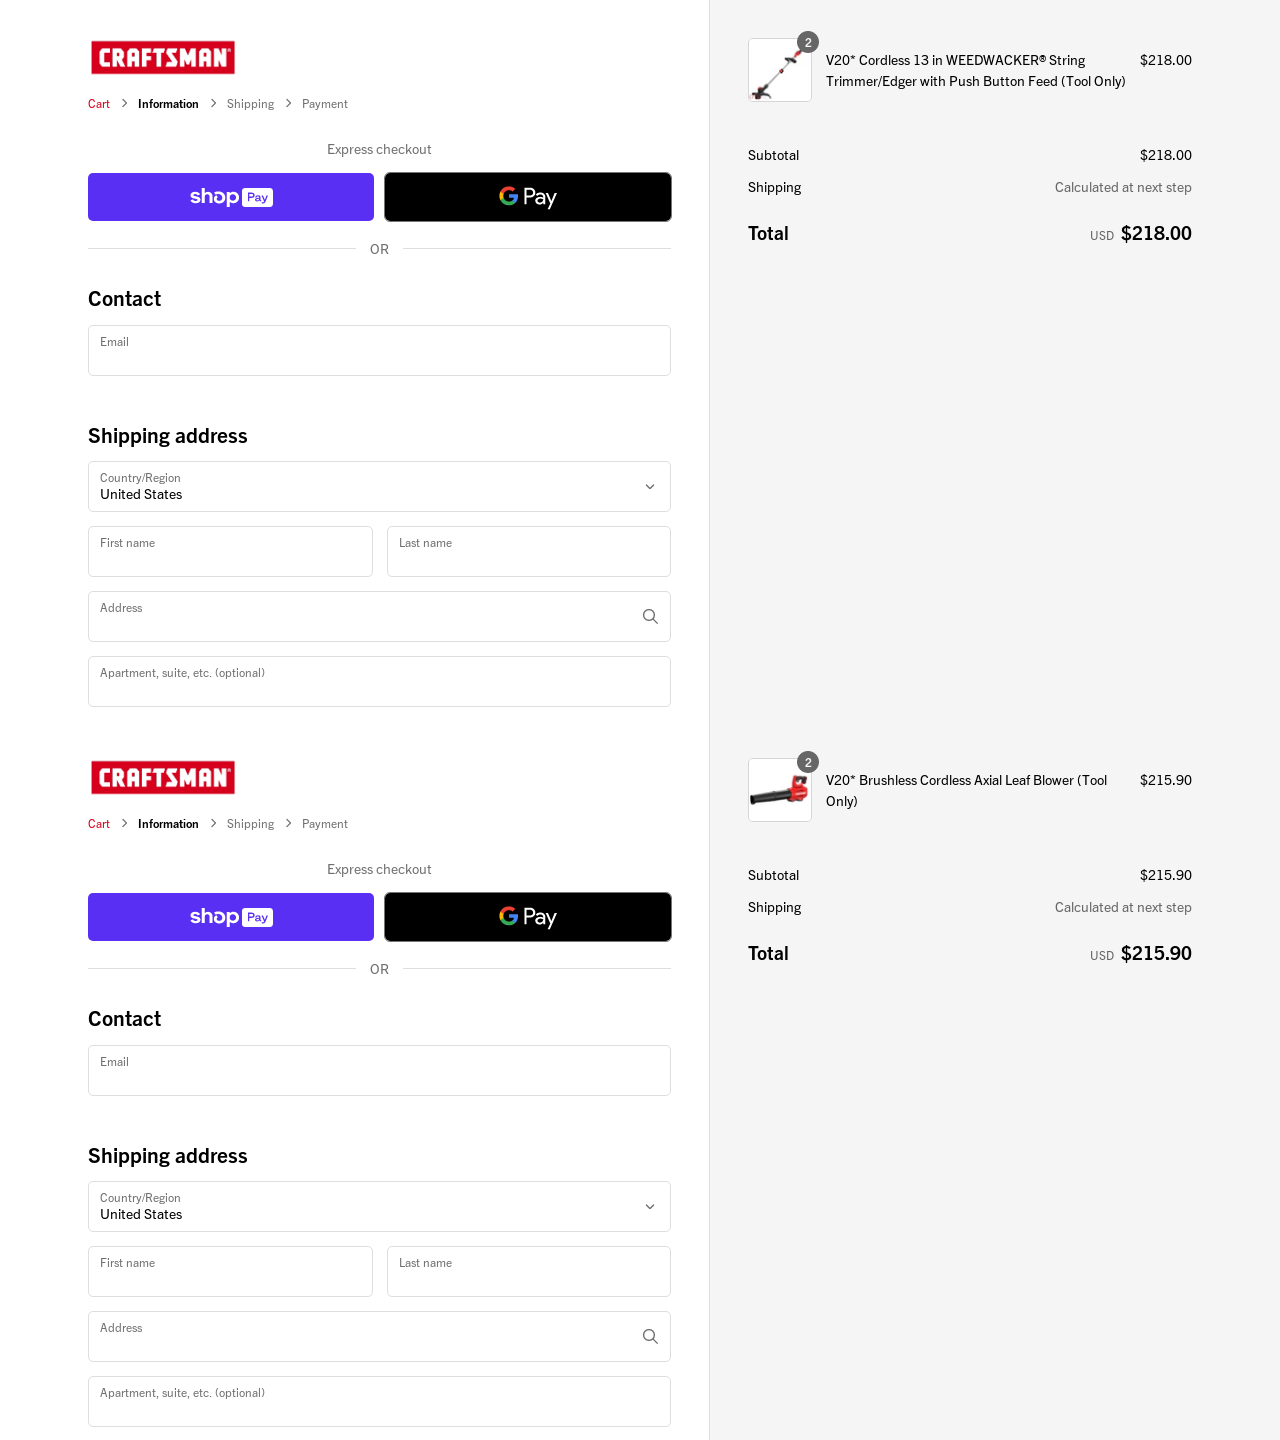 CRAFTSMAN®
Cart > Information > Shipping > Payment
Express checkout
shop Pay
G Pay
OR
Contact
Email
Shipping address
Country/Region
United States
First name
Last name
Address
Apartment, suite, etc. (optional)
2
V20* Cordless 13 in WEEDWACKER® String
Trimmer/Edger with Push Button Feed (Tool Only)
$218.00
Subtotal
$218.00
Shipping
Calculated at next step
Total
USD $218.00
CRAFTSMAN®
Cart > Information > Shipping > Payment
Express checkout
shop Pay
G Pay
OR
Contact
Email
Shipping address
Country/Region
United States
First name
Last name
Address
Apartment, suite, etc. (optional)
2
V20* Brushless Cordless Axial Leaf Blower (Tool
Only)
$215.90
Subtotal
$215.90
Shipping
Calculated at next step
Total
USD $215.90